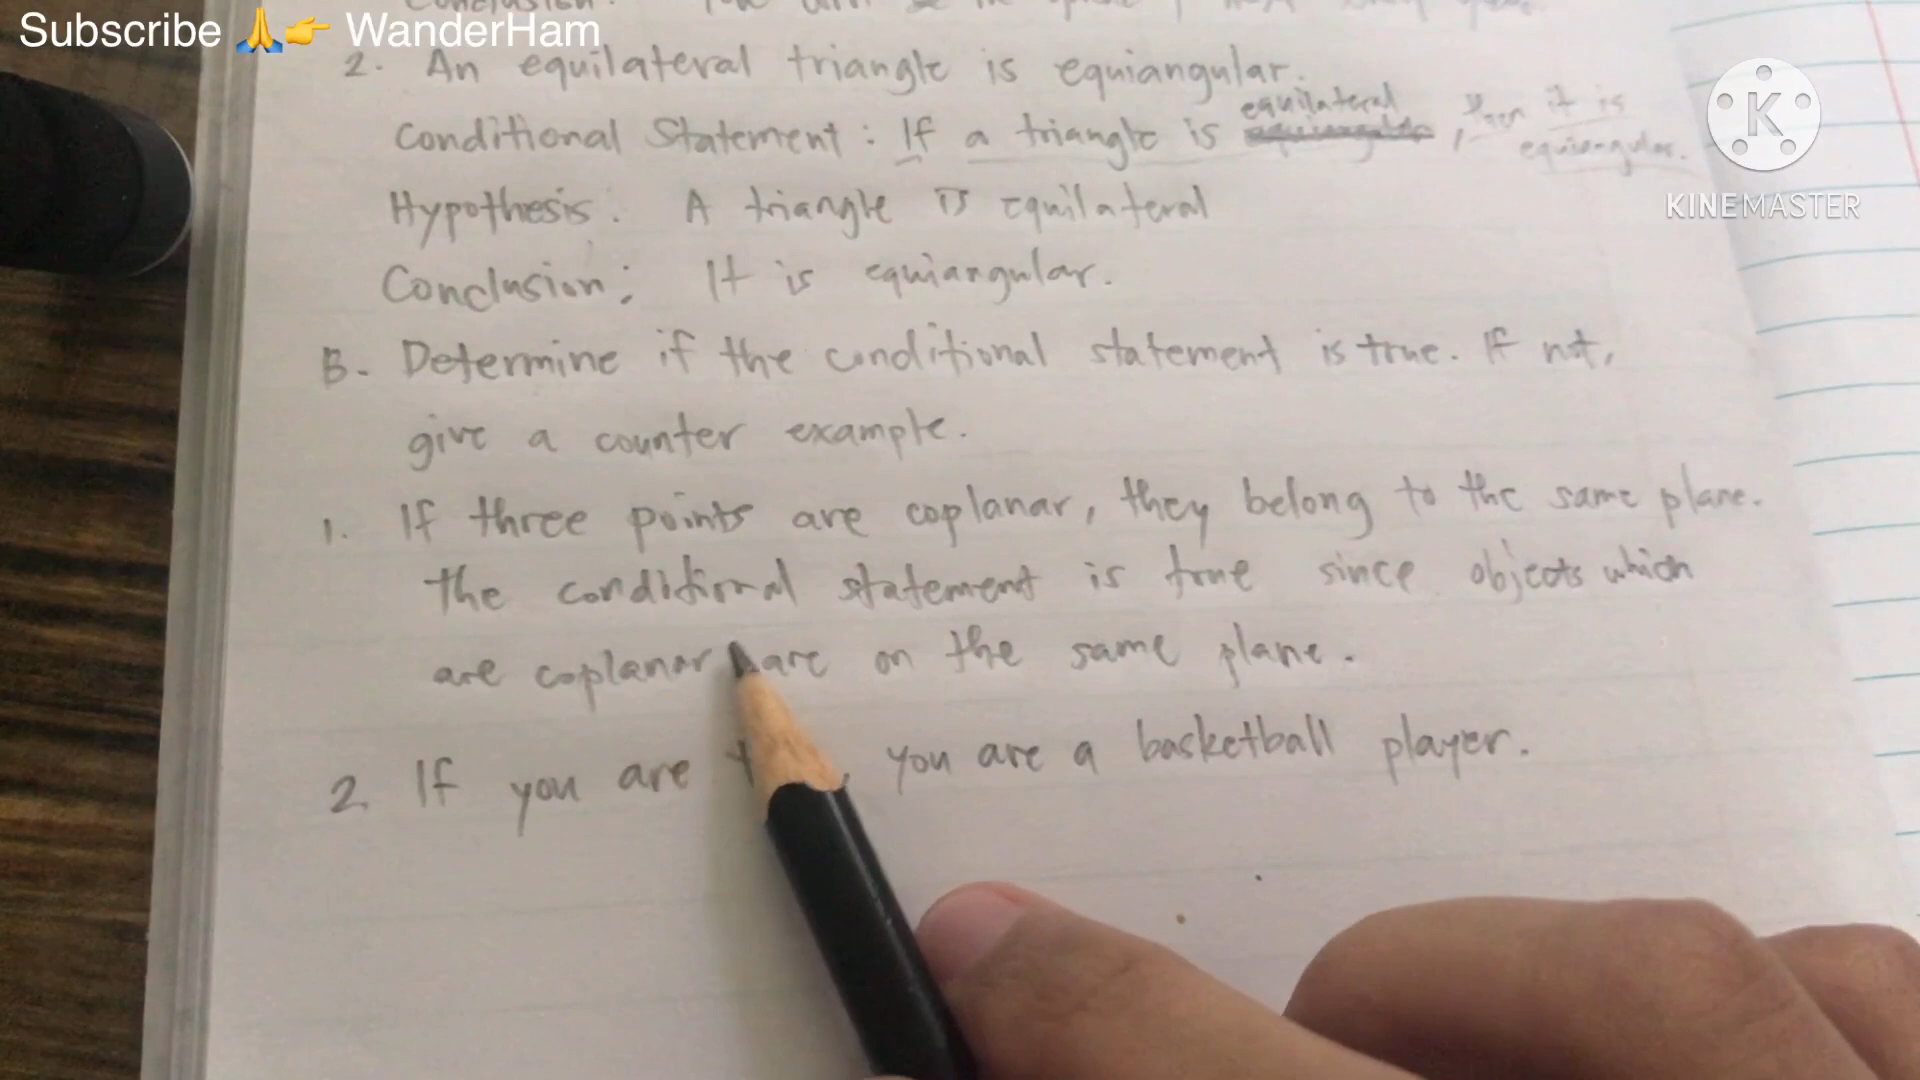 Subscribe 🙏👉 WanderHam
2. An equilateral triangle is equiangular.
Conditional Statement: If a triangle is equilateral, then it is equiangular.
Hypothesis: A triangle is equilateral
Conclusion: It is equiangular.
B. Determine if the conditional statement is true. If not,
give a counter example.
1. If three points are coplanar, they belong to the same plane.
the conditional statement is true since objects which
are coplanar are on the same plane.
2. If you are , you are a basketball player.
K
KINEMASTER